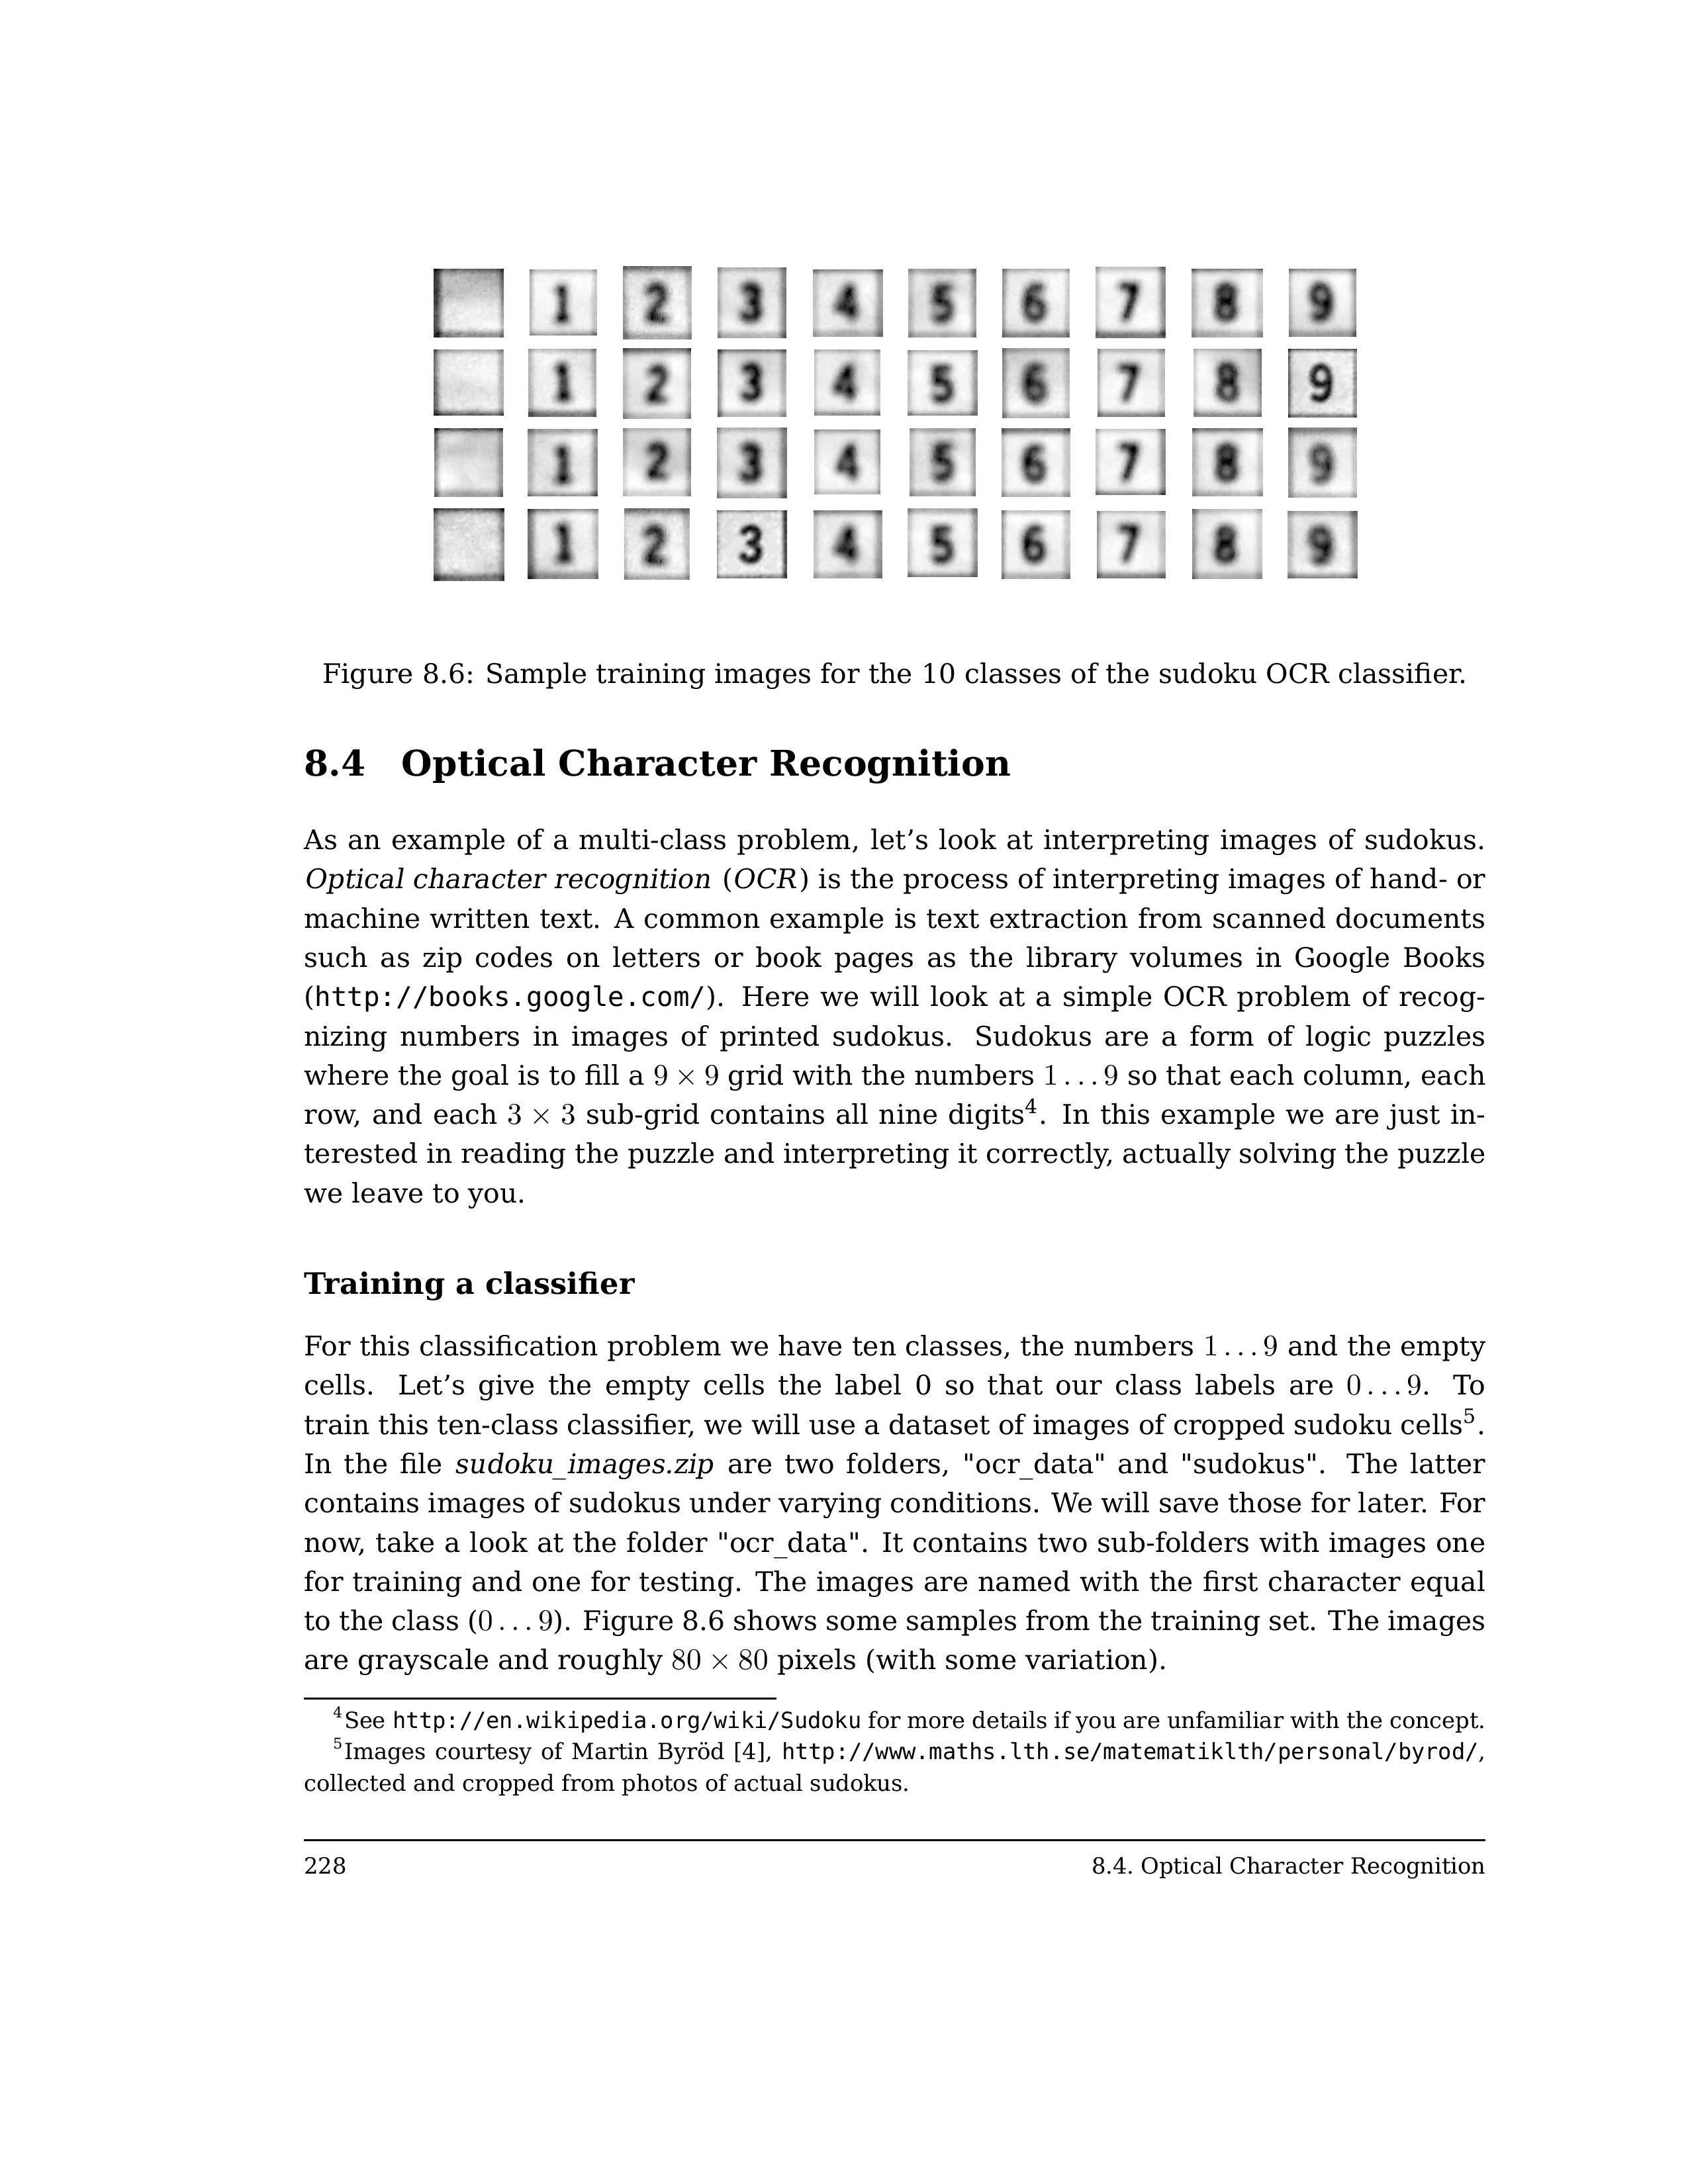 1 2 3 4 5 6 7 8 9
1 2 3 4 5 6 7 8 9
1 2 3 4 5 6 7 8 9
1 2 3 4 5 6 7 8 9
Figure 8.6: Sample training images for the 10 classes of the sudoku OCR classifier.
8.4 Optical Character Recognition
As an example of a multi-class problem, let’s look at interpreting images of sudokus.
Optical character recognition (OCR) is the process of interpreting images of hand- or
machine written text. A common example is text extraction from scanned documents
such as zip codes on letters or book pages as the library volumes in Google Books
(http://books.google.com/). Here we will look at a simple OCR problem of recog-
nizing numbers in images of printed sudokus. Sudokus are a form of logic puzzles
where the goal is to fill a 9 × 9 grid with the numbers 1 . . . 9 so that each column, each
row, and each 3 × 3 sub-grid contains all nine digits⁴. In this example we are just in-
terested in reading the puzzle and interpreting it correctly, actually solving the puzzle
we leave to you.
Training a classifier
For this classification problem we have ten classes, the numbers 1 . . . 9 and the empty
cells. Let’s give the empty cells the label 0 so that our class labels are 0 . . . 9. To
train this ten-class classifier, we will use a dataset of images of cropped sudoku cells⁵.
In the file sudoku_images.zip are two folders, "ocr_data" and "sudokus". The latter
contains images of sudokus under varying conditions. We will save those for later. For
now, take a look at the folder "ocr_data". It contains two sub-folders with images one
for training and one for testing. The images are named with the first character equal
to the class (0 . . . 9). Figure 8.6 shows some samples from the training set. The images
are grayscale and roughly 80 × 80 pixels (with some variation).
⁴See http://en.wikipedia.org/wiki/Sudoku for more details if you are unfamiliar with the concept.
⁵Images courtesy of Martin Byröd [4], http://www.maths.lth.se/matematiklth/personal/byrod/,
collected and cropped from photos of actual sudokus.
228 8.4. Optical Character Recognition